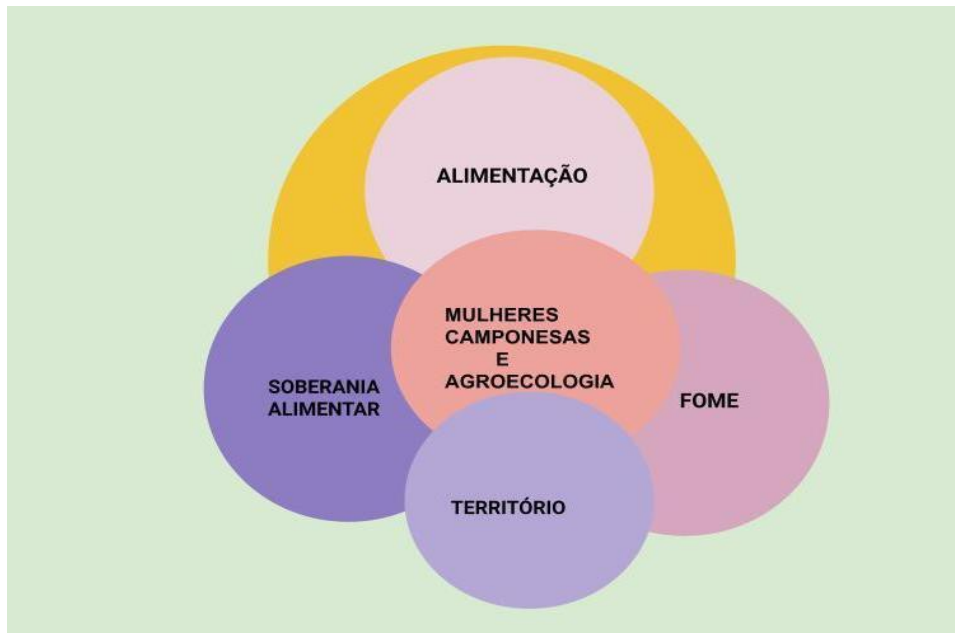 ALIMENTAÇÃO
MULHERES
CAMPONESAS
E
AGROECOLOGIA
SOBERANIA
ALIMENTAR
FOME
TERRITÓRIO